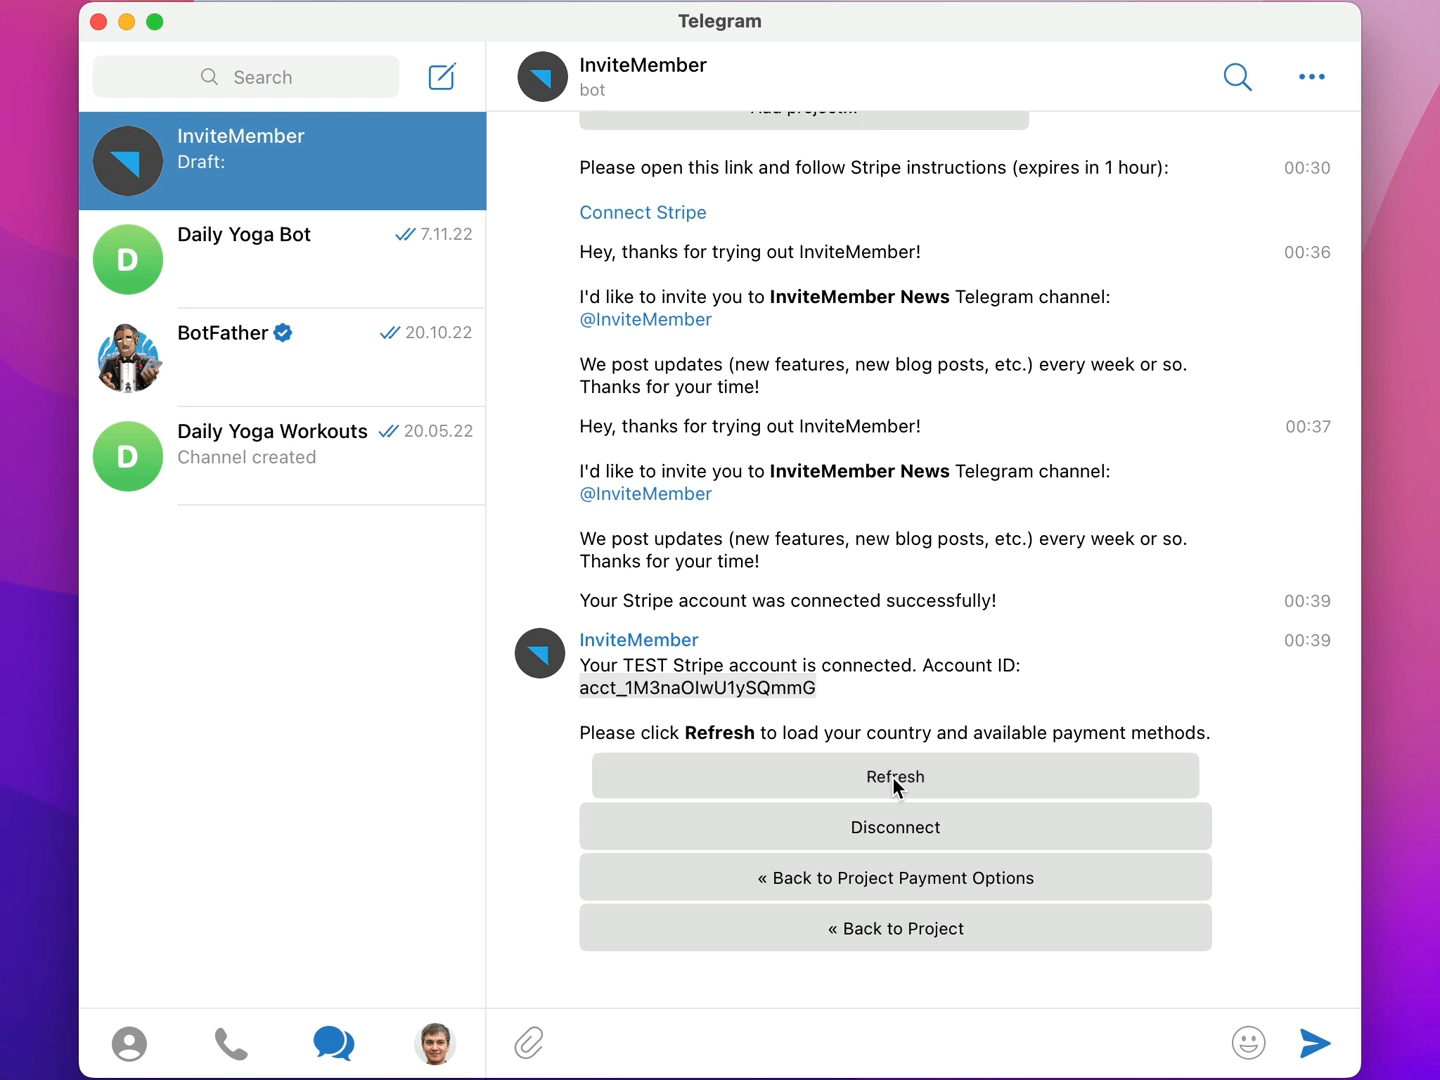 Telegram
Search
InviteMember
Draft:
Daily Yoga Bot
7.11.22
BotFather
20.10.22
Daily Yoga Workouts
20.05.22
Channel created
InviteMember
bot
Add project...
Please open this link and follow Stripe instructions (expires in 1 hour):
00:30
Connect Stripe
Hey, thanks for trying out InviteMember!
00:36
I'd like to invite you to InviteMember News Telegram channel:
@InviteMember
We post updates (new features, new blog posts, etc.) every week or so.
Thanks for your time!
Hey, thanks for trying out InviteMember!
00:37
I'd like to invite you to InviteMember News Telegram channel:
@InviteMember
We post updates (new features, new blog posts, etc.) every week or so.
Thanks for your time!
Your Stripe account was connected successfully!
00:39
InviteMember
00:39
Your TEST Stripe account is connected. Account ID:
acct_1M3naOIwU1ySQmmG
Please click Refresh to load your country and available payment methods.
Refresh
Disconnect
« Back to Project Payment Options
« Back to Project
D
D